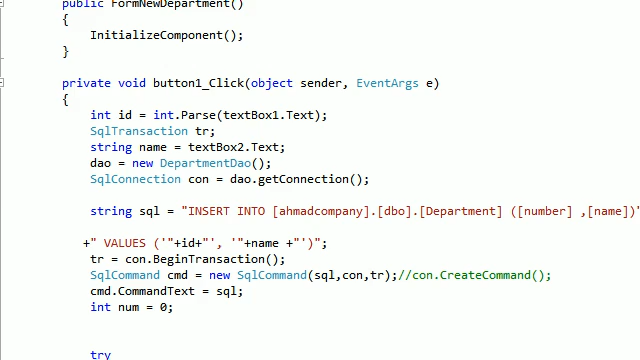 public FormNewDepartment()
{
InitializeComponent();
}
private void button1_Click(object sender, EventArgs e)
{
int id = int.Parse(textBox1.Text);
SqlTransaction tr;
string name = textBox2.Text;
dao = new DepartmentDao();
SqlConnection con = dao.getConnection();
string sql = "INSERT INTO [ahmadcompany].[dbo].[Department] ([number] ,[name])"
+" VALUES ('"+id+"', '"+name +"')";
tr = con.BeginTransaction();
SqlCommand cmd = new SqlCommand(sql,con,tr);//con.CreateCommand();
cmd.CommandText = sql;
int num = 0;
try